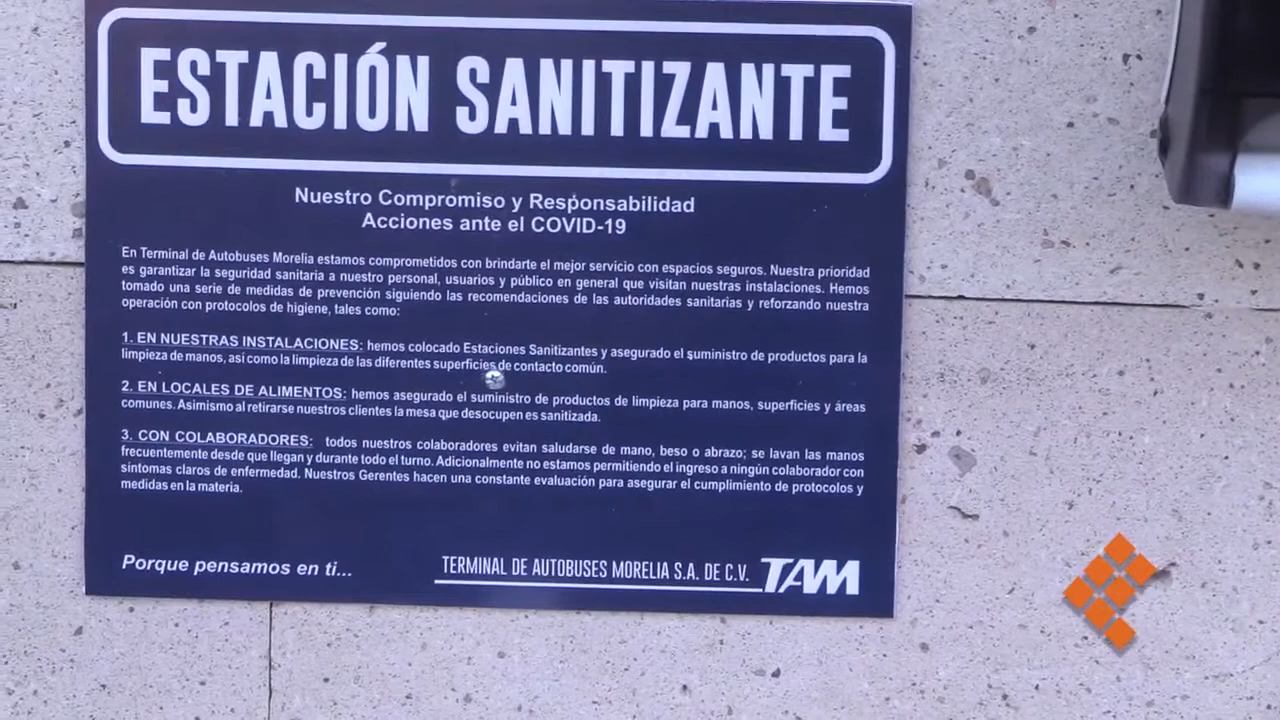 ESTACIÓN SANITIZANTE
Nuestro Compromiso y Responsabilidad
Acciones ante el COVID-19
En Terminal de Autobuses Morelia estamos comprometidos con brindarte el mejor servicio con espacios seguros. Nuestra prioridad
es garantizar la seguridad sanitaria a nuestro personal, usuarios y público en general que visitan nuestras instalaciones. Hemos
tomado una serie de medidas de prevención siguiendo las recomendaciones de las autoridades sanitarias y reforzando nuestra
operación con protocolos de higiene, tales como:
1. EN NUESTRAS INSTALACIONES: hemos colocado Estaciones Sanitizantes y asegurado el suministro de productos para la
limpieza de manos, así como la limpieza de las diferentes superficies de contacto común.
2. EN LOCALES DE ALIMENTOS: hemos asegurado el suministro de productos de limpieza para manos, superficies y áreas
comunes. Asimismo al retirarse nuestros clientes la mesa que desocupen es sanitizada.
3. CON COLABORADORES: todos nuestros colaboradores evitan saludarse de mano, beso o abrazo; se lavan las manos
frecuentemente desde que llegan y durante todo el turno. Adicionalmente no estamos permitiendo el ingreso a ningún colaborador con
síntomas claros de enfermedad. Nuestros Gerentes hacen una constante evaluación para asegurar el cumplimiento de protocolos y
medidas en la materia.
Porque pensamos en ti...
TERMINAL DE AUTOBUSES MORELIA S.A. DE C.V. TAM